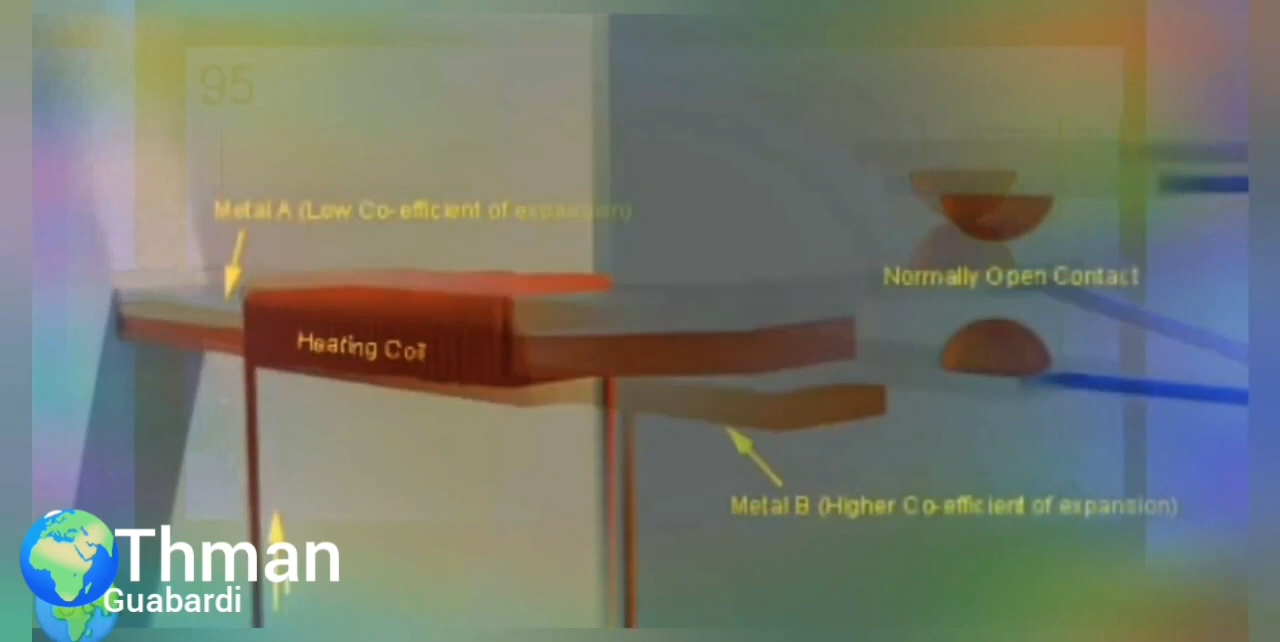 95
Metal A (Low Co-efficient of expansion)
Normally Open Contact
Heating Coil
Metal B (Higher Co-efficient of expansion)
Thman
Guabardi